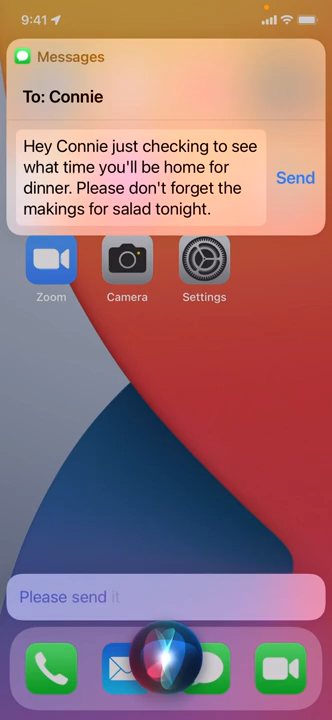 9:41
Messages
To: Connie
Hey Connie just checking to see
what time you'll be home for
dinner. Please don't forget the
makings for salad tonight.
Send
Zoom
Camera
Settings
Please send it